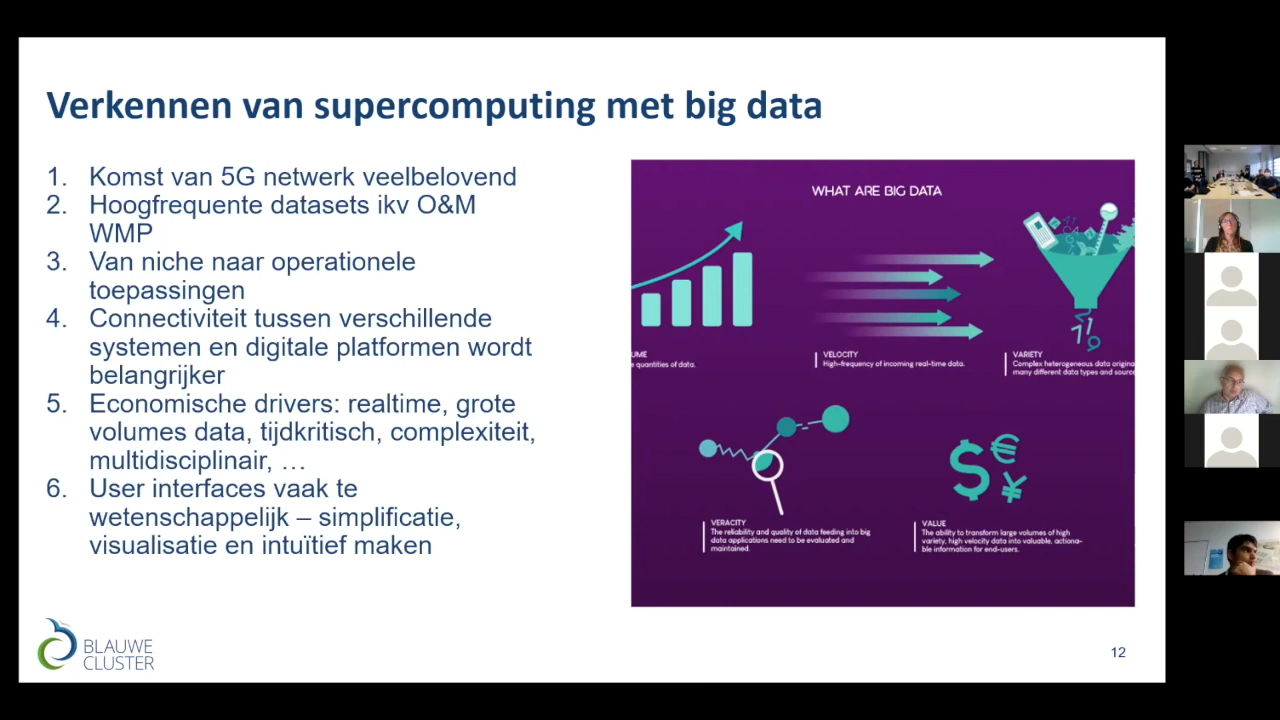 Verkennen van supercomputing met big data
1. Komst van 5G netwerk veelbelovend
2. Hoogfrequente datasets ikv O&M
WMP
3. Van niche naar operationele
toepassingen
4. Connectiviteit tussen verschillende
systemen en digitale platformen wordt
belangrijker
5. Economische drivers: realtime, grote
volumes data, tijdkritisch, complexiteit,
multidisciplinair, …
6. User interfaces vaak te
wetenschappelijk – simplificatie,
visualisatie en intuïtief maken
WHAT ARE BIG DATA
UME
e quantities of data.
VELOCITY
High-frequency of incoming real-time data.
VARIETY
Complex heterogeneous data origina
many different data types and sourc
VERACITY
The reliability and quality of data feeding into big
data applications need to be evaluated and
maintained.
VALUE
The ability to transform large volumes of high
variety, high velocity data into valuable, actiona-
ble information for end-users.
BLAUWE
CLUSTER
12